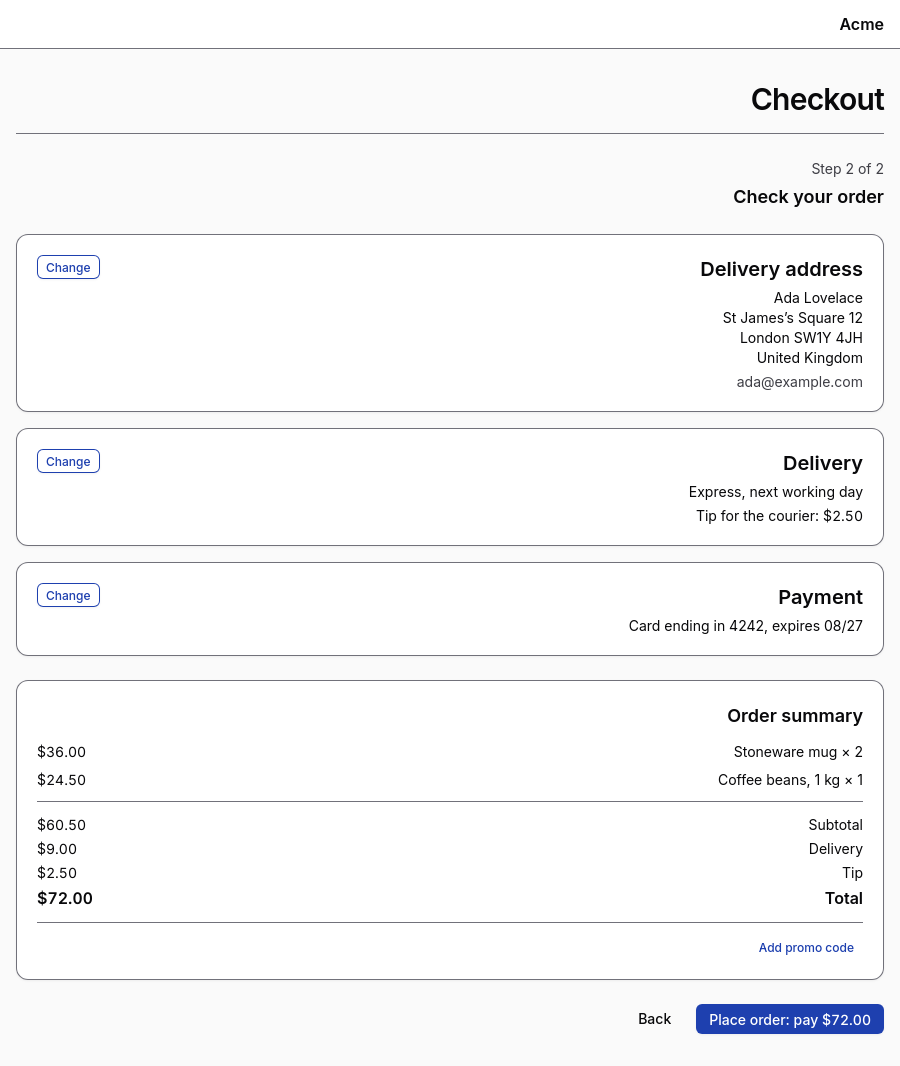 Acme
Checkout
Step 2 of 2
Check your order
Delivery address
Change
Ada Lovelace
St James’s Square 12
London SW1Y 4JH
United Kingdom
ada@example.com
Delivery
Change
Express, next working day
Tip for the courier: $2.50
Payment
Change
Card ending in 4242, expires 08/27
Order summary
Stoneware mug × 2 $36.00
Coffee beans, 1 kg × 1 $24.50
Subtotal $60.50
Delivery $9.00
Tip $2.50
Total $72.00
Add promo code
Place order: pay $72.00
Back